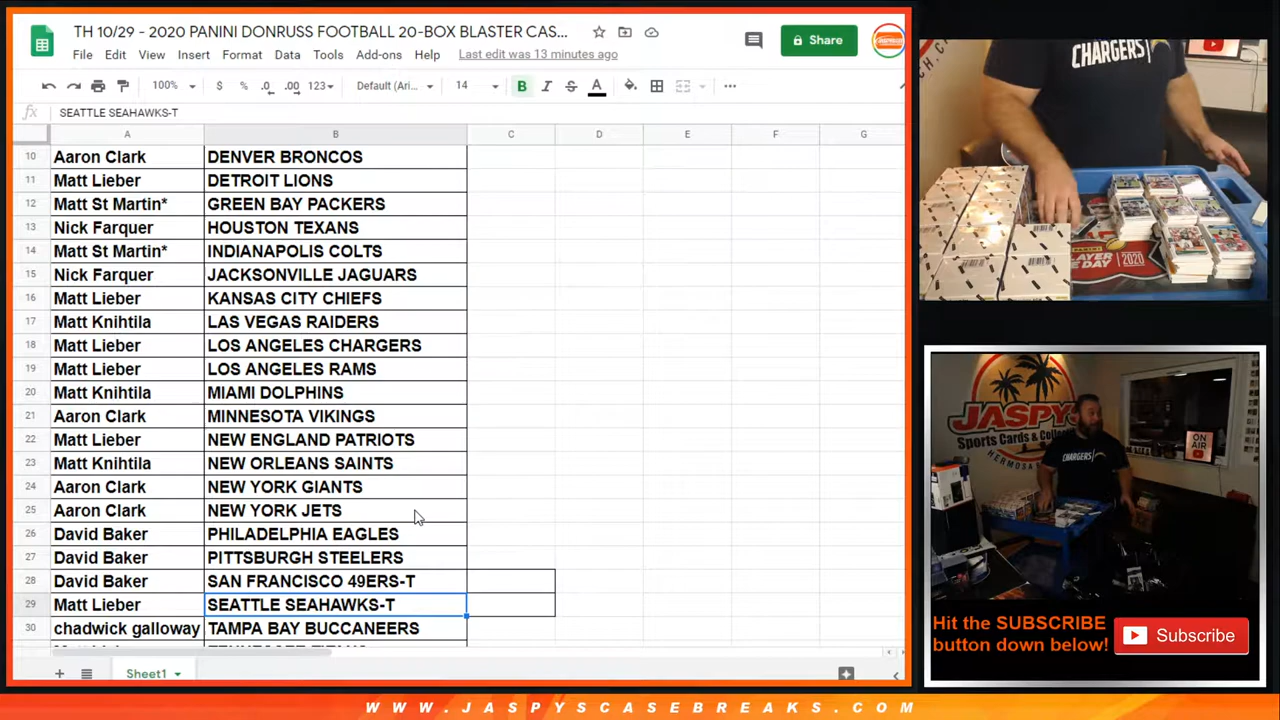 TH 10/29 - 2020 PANINI DONRUSS FOOTBALL 20-BOX BLASTER CAS...
File Edit View Insert Format Data Tools Add-ons Help Last edit was 13 minutes ago
Share
100% $ % .0 .00 123 Default (Ari... 14 B I S A
fx SEATTLE SEAHAWKS-T
A B C D E F G
10 Aaron Clark DENVER BRONCOS
11 Matt Lieber DETROIT LIONS
12 Matt St Martin* GREEN BAY PACKERS
13 Nick Farquer HOUSTON TEXANS
14 Matt St Martin* INDIANAPOLIS COLTS
15 Nick Farquer JACKSONVILLE JAGUARS
16 Matt Lieber KANSAS CITY CHIEFS
17 Matt Knihtila LAS VEGAS RAIDERS
18 Matt Lieber LOS ANGELES CHARGERS
19 Matt Lieber LOS ANGELES RAMS
20 Matt Knihtila MIAMI DOLPHINS
21 Aaron Clark MINNESOTA VIKINGS
22 Matt Lieber NEW ENGLAND PATRIOTS
23 Matt Knihtila NEW ORLEANS SAINTS
24 Aaron Clark NEW YORK GIANTS
25 Aaron Clark NEW YORK JETS
26 David Baker PHILADELPHIA EAGLES
27 David Baker PITTSBURGH STEELERS
28 David Baker SAN FRANCISCO 49ERS-T
29 Matt Lieber SEATTLE SEAHAWKS-T
30 chadwick galloway TAMPA BAY BUCCANEERS
Sheet1
CHARGERS
PANINI
2020
JASPY'S
Sports Cards &
HERMOSA
ON
AIR
CHARGERS
Hit the SUBSCRIBE
button down below!
Subscribe
WWW.JASPYSCASEBREAKS.COM